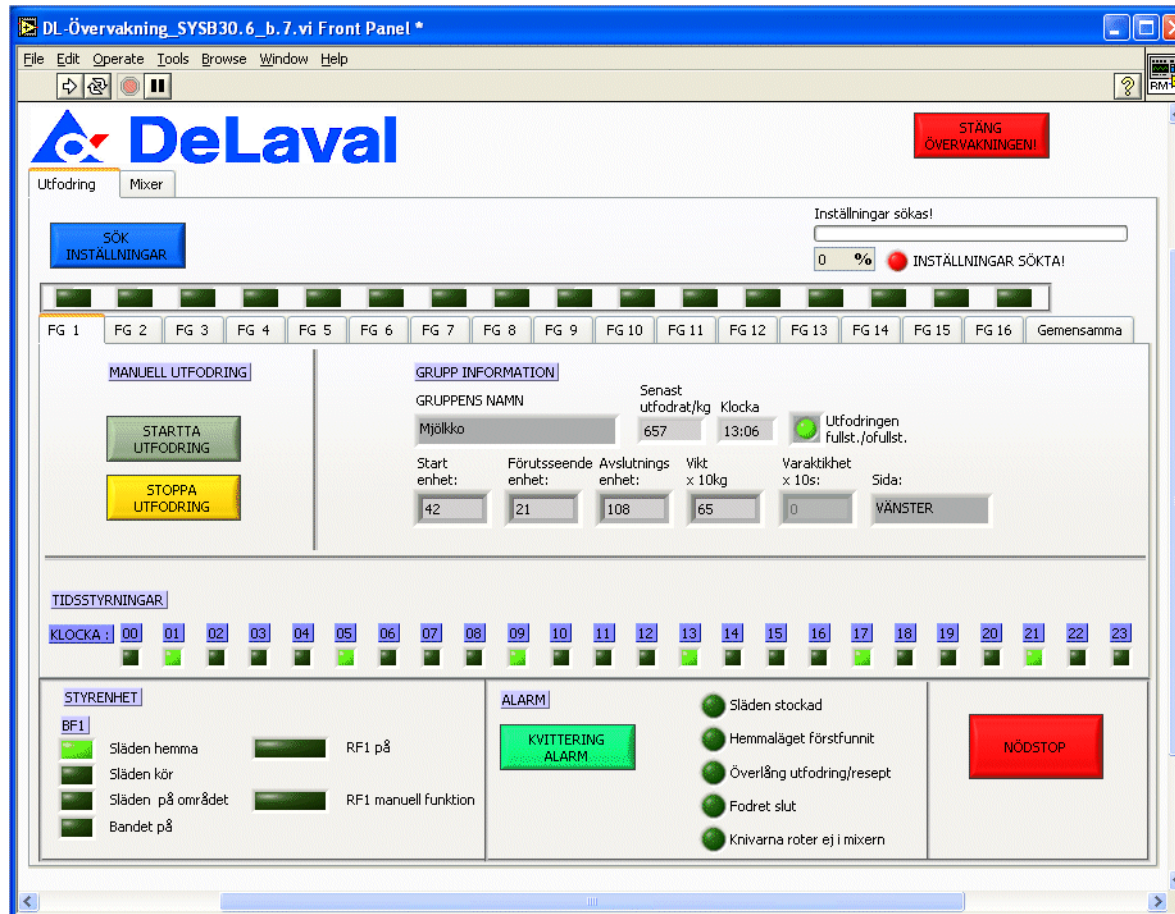 DL-Övervakning_SYSB30.6_b.7.vi Front Panel *
File Edit Operate Tools Browse Window Help
DeLaval
STÄNG
ÖVERVAKNINGEN!
Utfodring Mixer
SÖK
INSTÄLLNINGAR
Inställningar sökas!
0 %
INSTÄLLNINGAR SÖKTA!
FG 1 FG 2 FG 3 FG 4 FG 5 FG 6 FG 7 FG 8 FG 9 FG 10 FG 11 FG 12 FG 13 FG 14 FG 15 FG 16 Gemensamma
MANUELL UTFODRING
STARTTA
UTFODRING
STOPPA
UTFODRING
GRUPP INFORMATION
GRUPPENS NAMN
Mjölkko
Senast
utfodrat/kg
657
Klocka
13:06
Utfodringen
fullst./ofullst.
Start
enhet:
42
Förutsseende
enhet:
21
Avslutnings
enhet:
108
Vikt
x 10kg
65
Varaktikhet
x 10s:
0
Sida:
VÄNSTER
TIDSSTYRNINGAR
KLOCKA : 00 01 02 03 04 05 06 07 08 09 10 11 12 13 14 15 16 17 18 19 20 21 22 23
STYRENHET
BF1
Släden hemma
Släden kör
Släden på området
Bandet på
RF1 på
RF1 manuell funktion
ALARM
KVITTERING
ALARM
Släden stockad
Hemmaläget förstfunnit
Överlång utfodring/resept
Fodret slut
Knivarna roter ej i mixern
NÖDSTOP